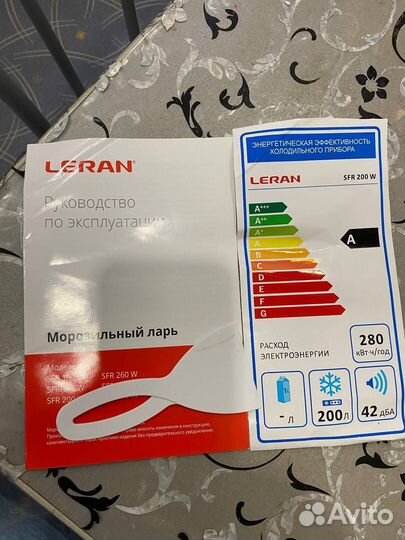 LERAN®
Руководство
по эксплуатации
Морозильный ларь
SFR 260 W
SFR 200
ЭНЕРГЕТИЧЕСКАЯ ЭФФЕКТИВНОСТЬ
ХОЛОДИЛЬНОГО ПРИБОРА
LERAN
SFR 200 W
A+++
A++
A+
A
B
C
D
E
F
G
A
РАСХОД
ЭЛЕКТРОЭНЕРГИИ
280
кВт ч/год
- л
200л
42 дБА
Avito